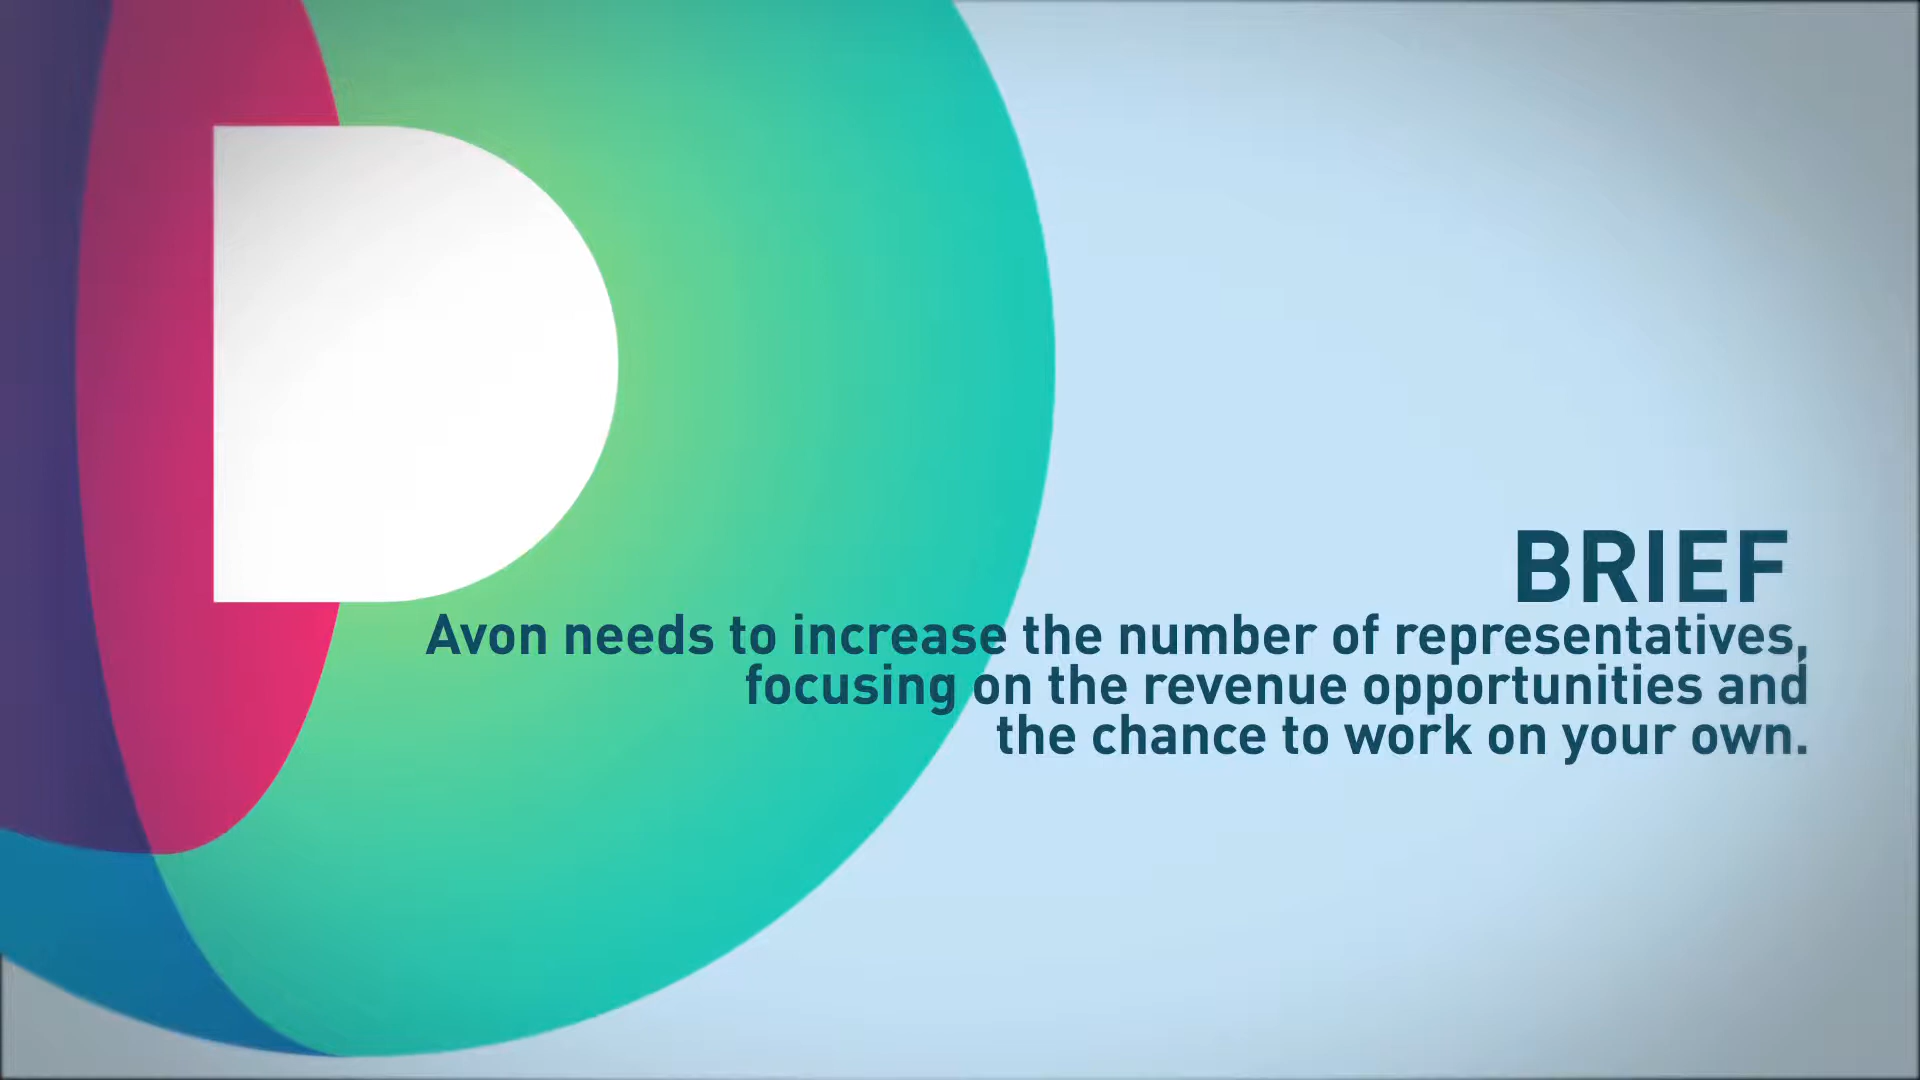 BRIEF
Avon needs to increase the number of representatives,
focusing on the revenue opportunities and
the chance to work on your own.